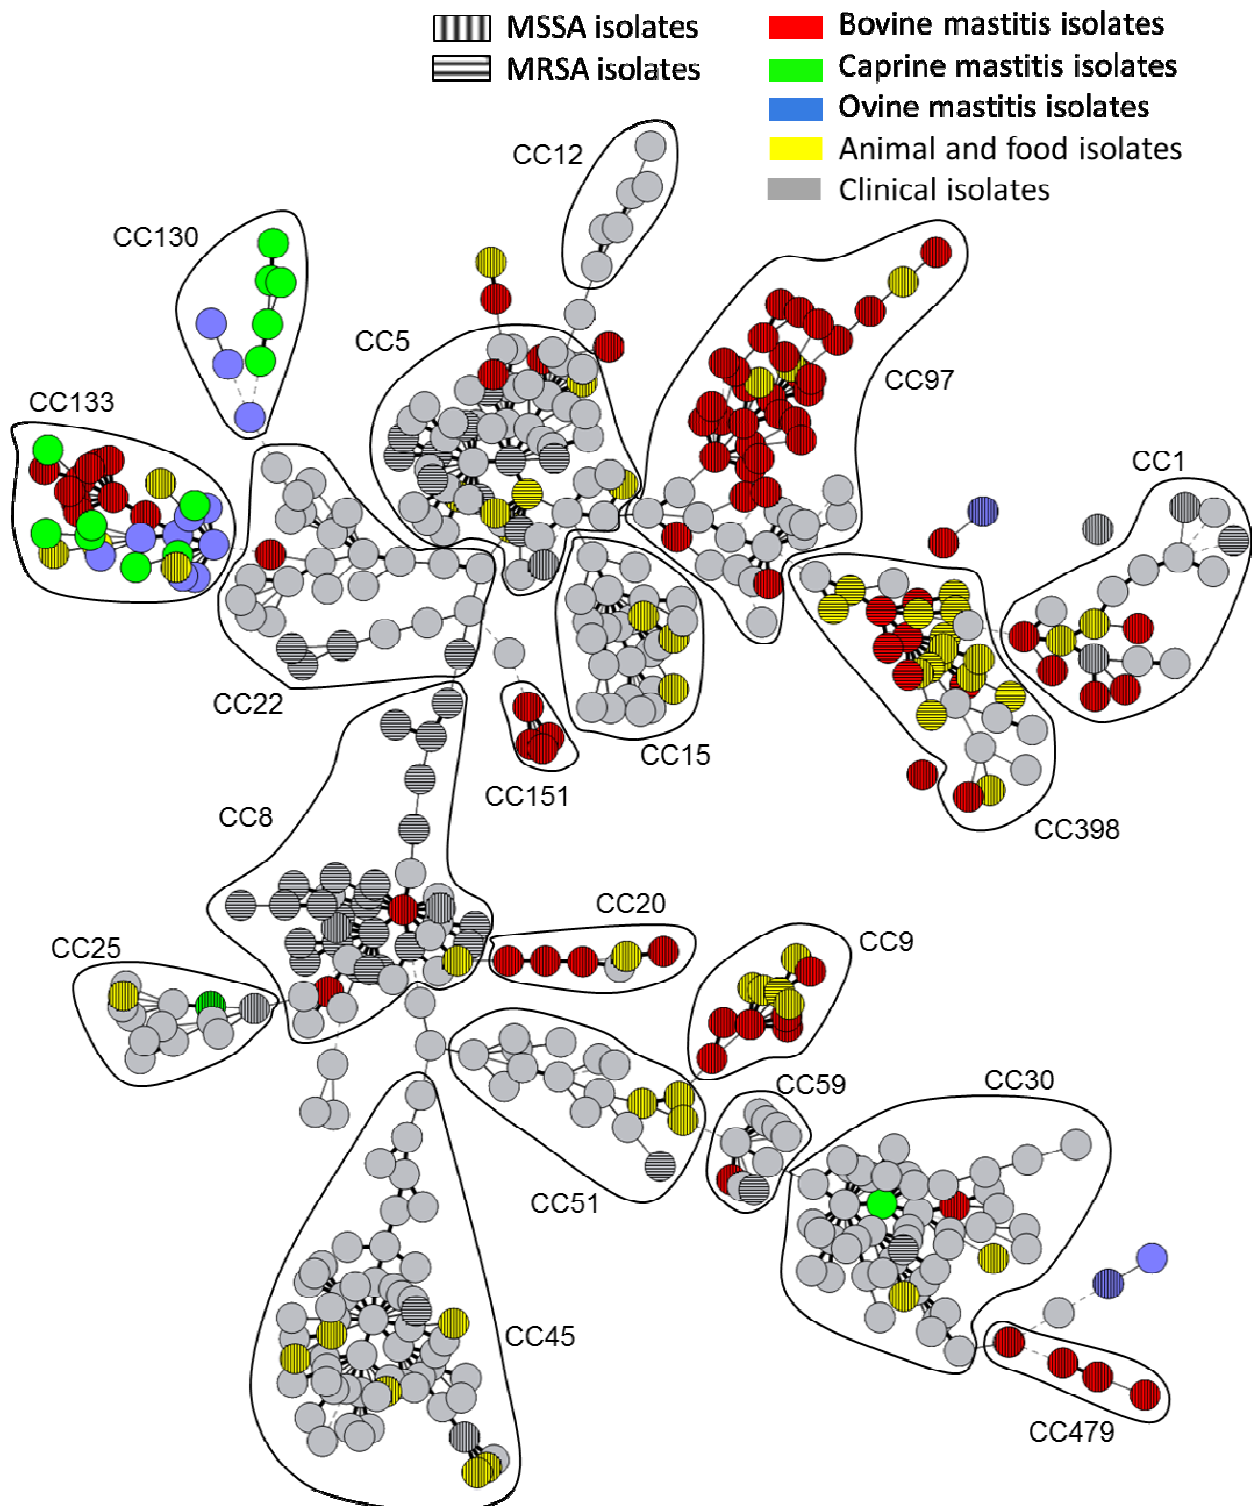 MSSA isolates
MRSA isolates
Bovine mastitis isolates
Caprine mastitis isolates
Ovine mastitis isolates
Animal and food isolates
Clinical isolates
CC12
CC130
CC5
CC97
CC133
CC1
CC22
CC15
CC151
CC8
CC398
CC20
CC9
CC25
CC59
CC30
CC51
CC45
CC479